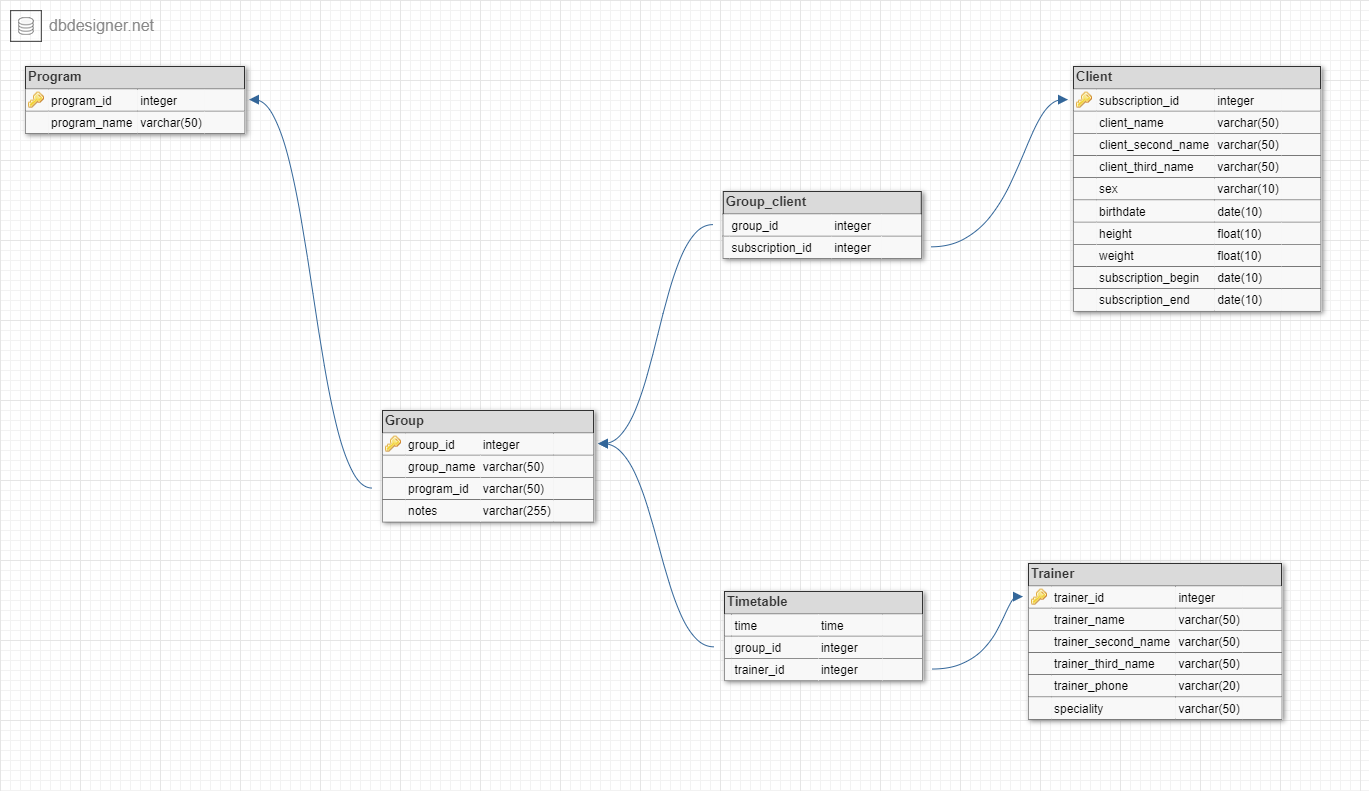 dbdesigner.net
Program
program_id integer
program_name varchar(50)
Client
subscription_id integer
client_name varchar(50)
client_second_name varchar(50)
client_third_name varchar(50)
sex varchar(10)
birthdate date(10)
height float(10)
weight float(10)
subscription_begin date(10)
subscription_end date(10)
Group_client
group_id integer
subscription_id integer
Group
group_id integer
group_name varchar(50)
program_id varchar(50)
notes varchar(255)
Timetable
time time
group_id integer
trainer_id integer
Trainer
trainer_id integer
trainer_name varchar(50)
trainer_second_name varchar(50)
trainer_third_name varchar(50)
trainer_phone varchar(20)
speciality varchar(50)